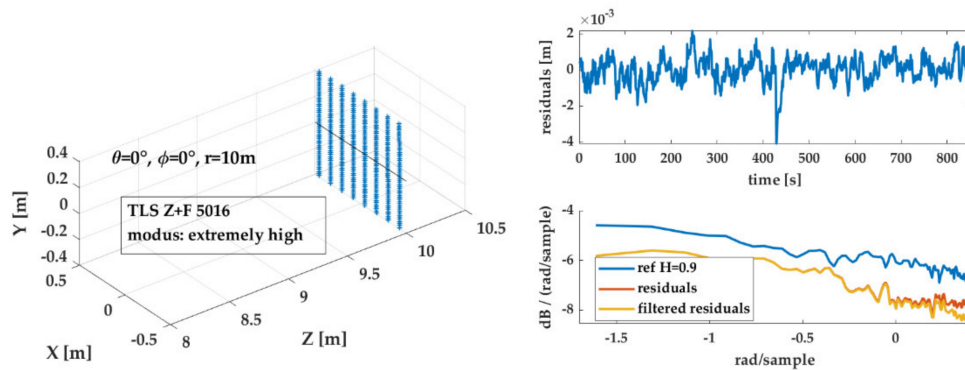 0.4
0.2
0
-0.2
-0.4
Y [m]
θ=0°, ϕ=0°, r=10m
TLS Z+F 5016
modus: extremely high
0.5
0
-0.5
X [m]
8
8.5
9
9.5
10
10.5
Z [m]
×10⁻³
2
0
-2
-4
residuals [m]
0 100 200 300 400 500 600 700 800
time [s]
-4
-6
-8
dB / (rad/sample)
ref H=0.9
residuals
filtered residuals
-1.5 -1 -0.5 0
rad/sample